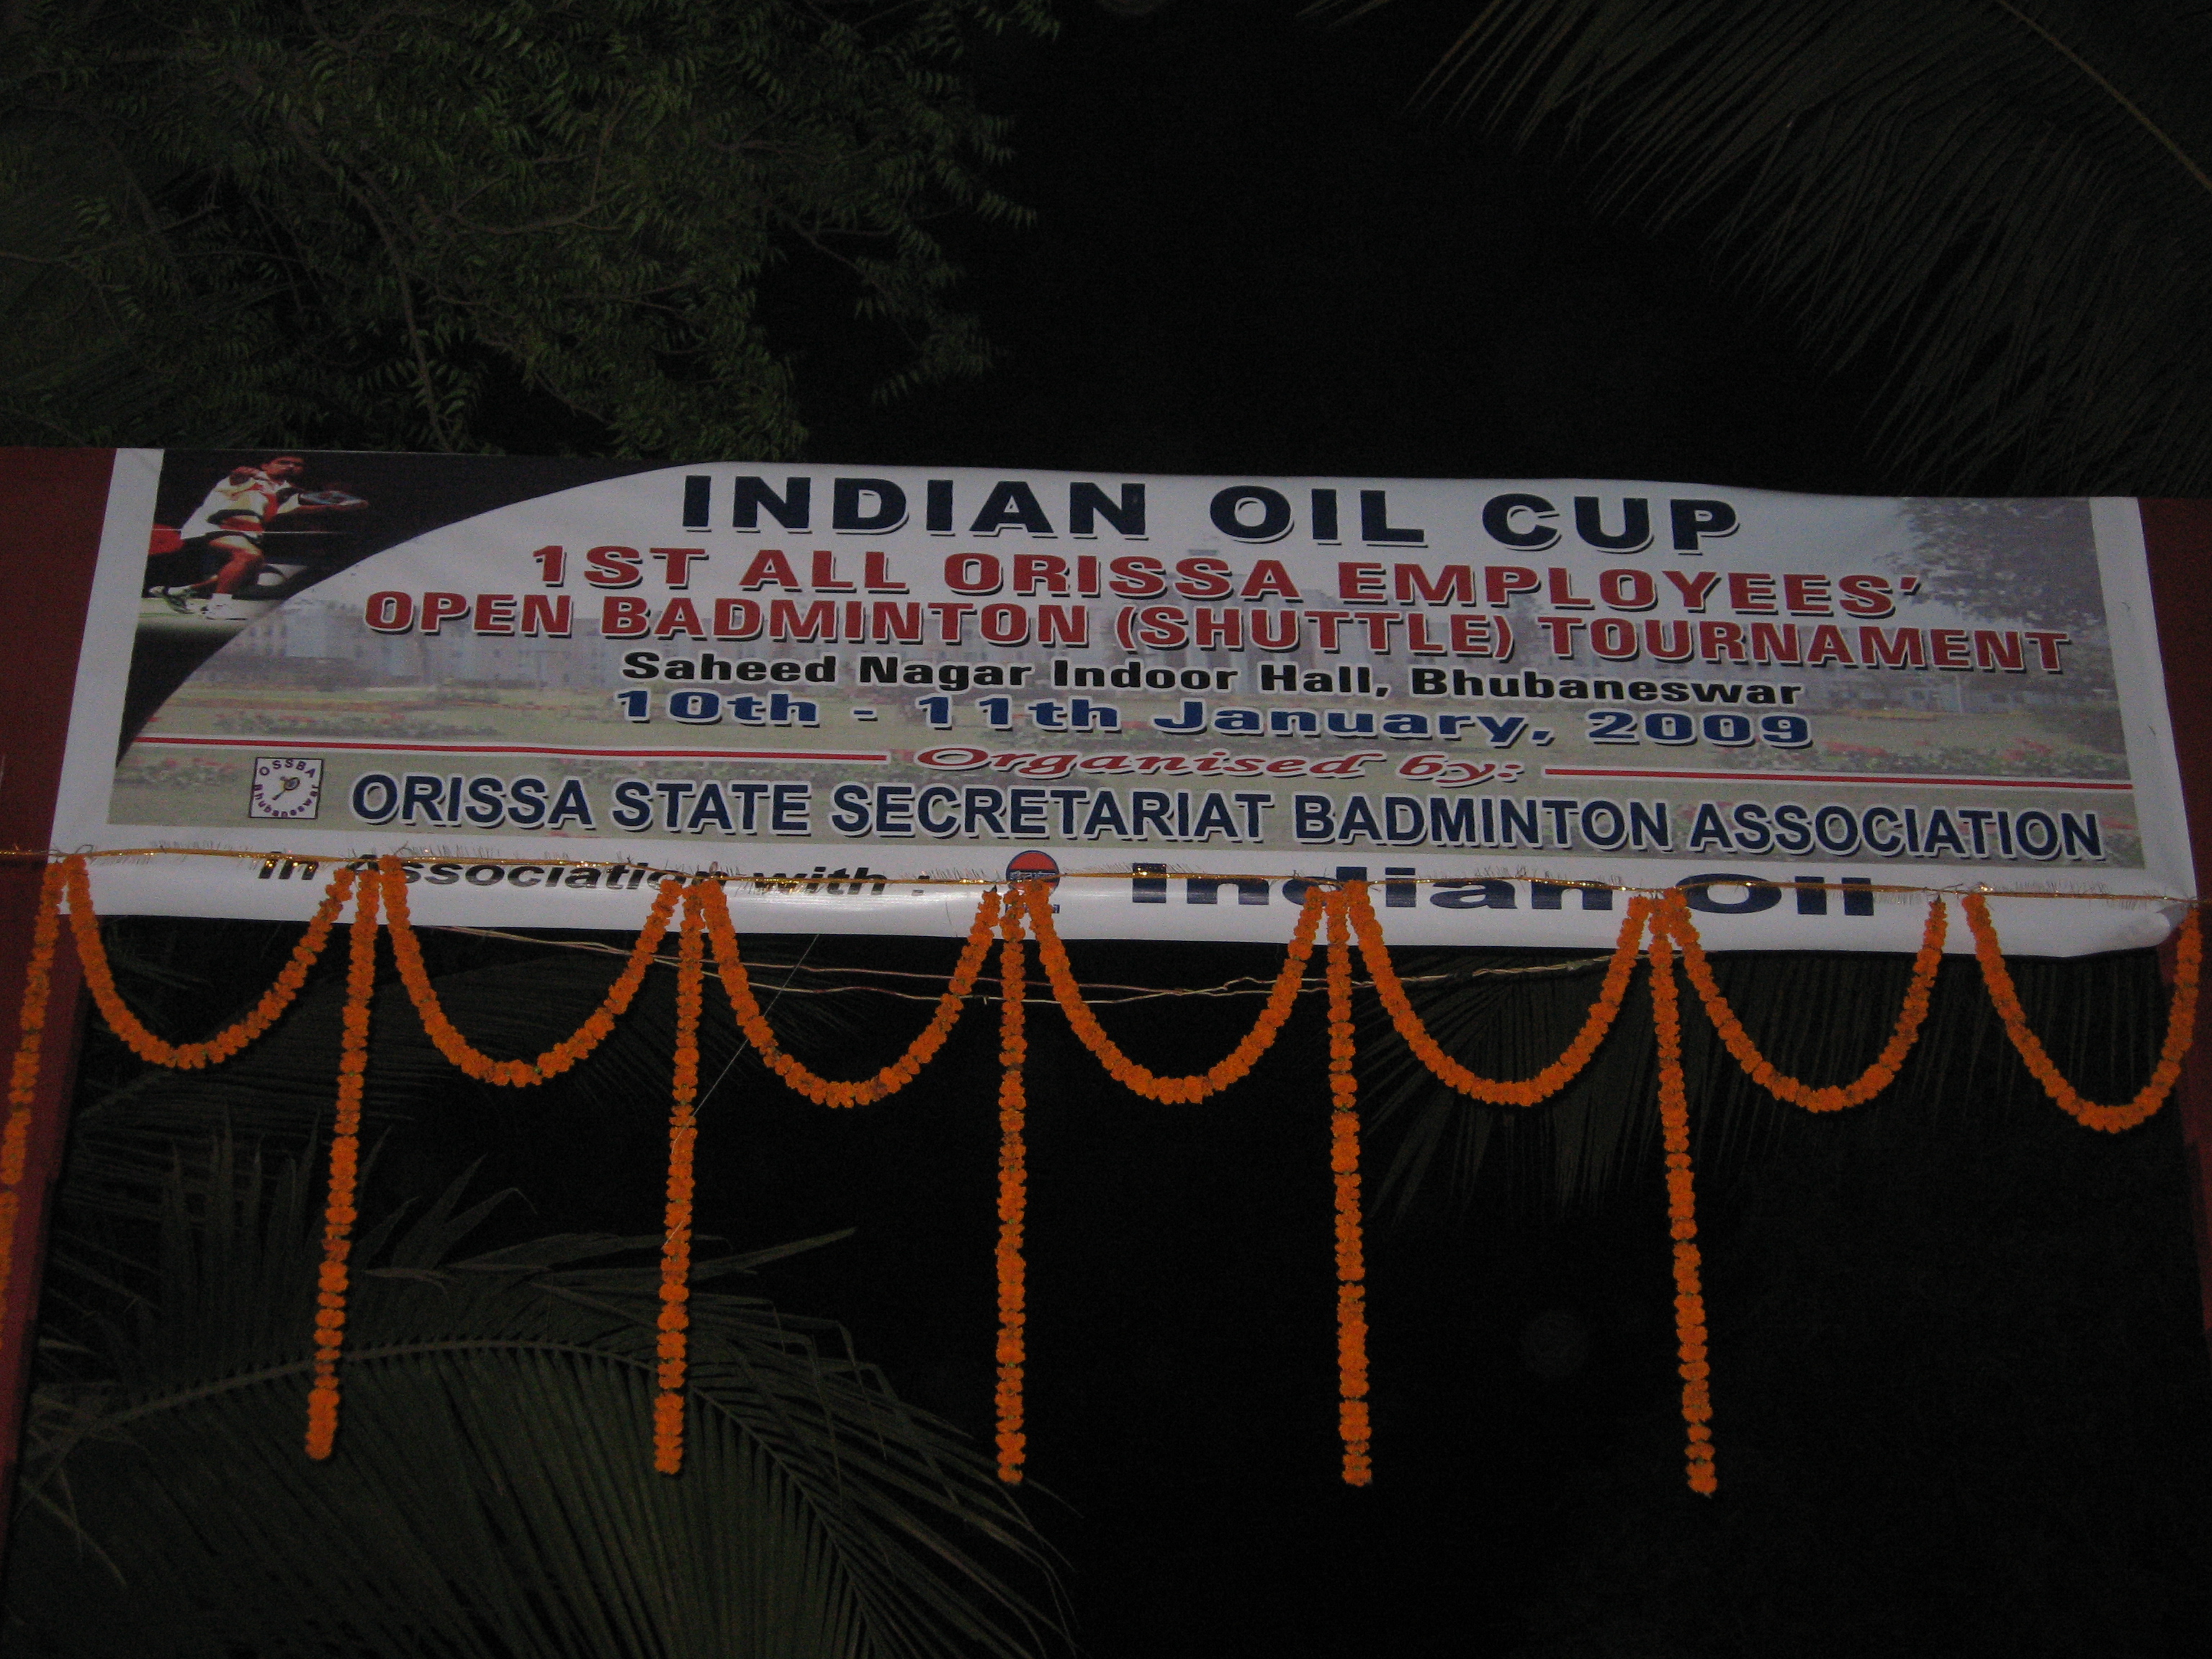 INDIAN OIL CUP
1ST ALL ORISSA EMPLOYEES'
OPEN BADMINTON (SHUTTLE) TOURNAMENT
Saheed Nagar Indoor Hall, Bhubaneswar
10th - 11th January, 2009
Organised by:
OSSBA
Bhubaneswar
ORISSA STATE SECRETARIAT BADMINTON ASSOCIATION
In Association with :
Indian Oil